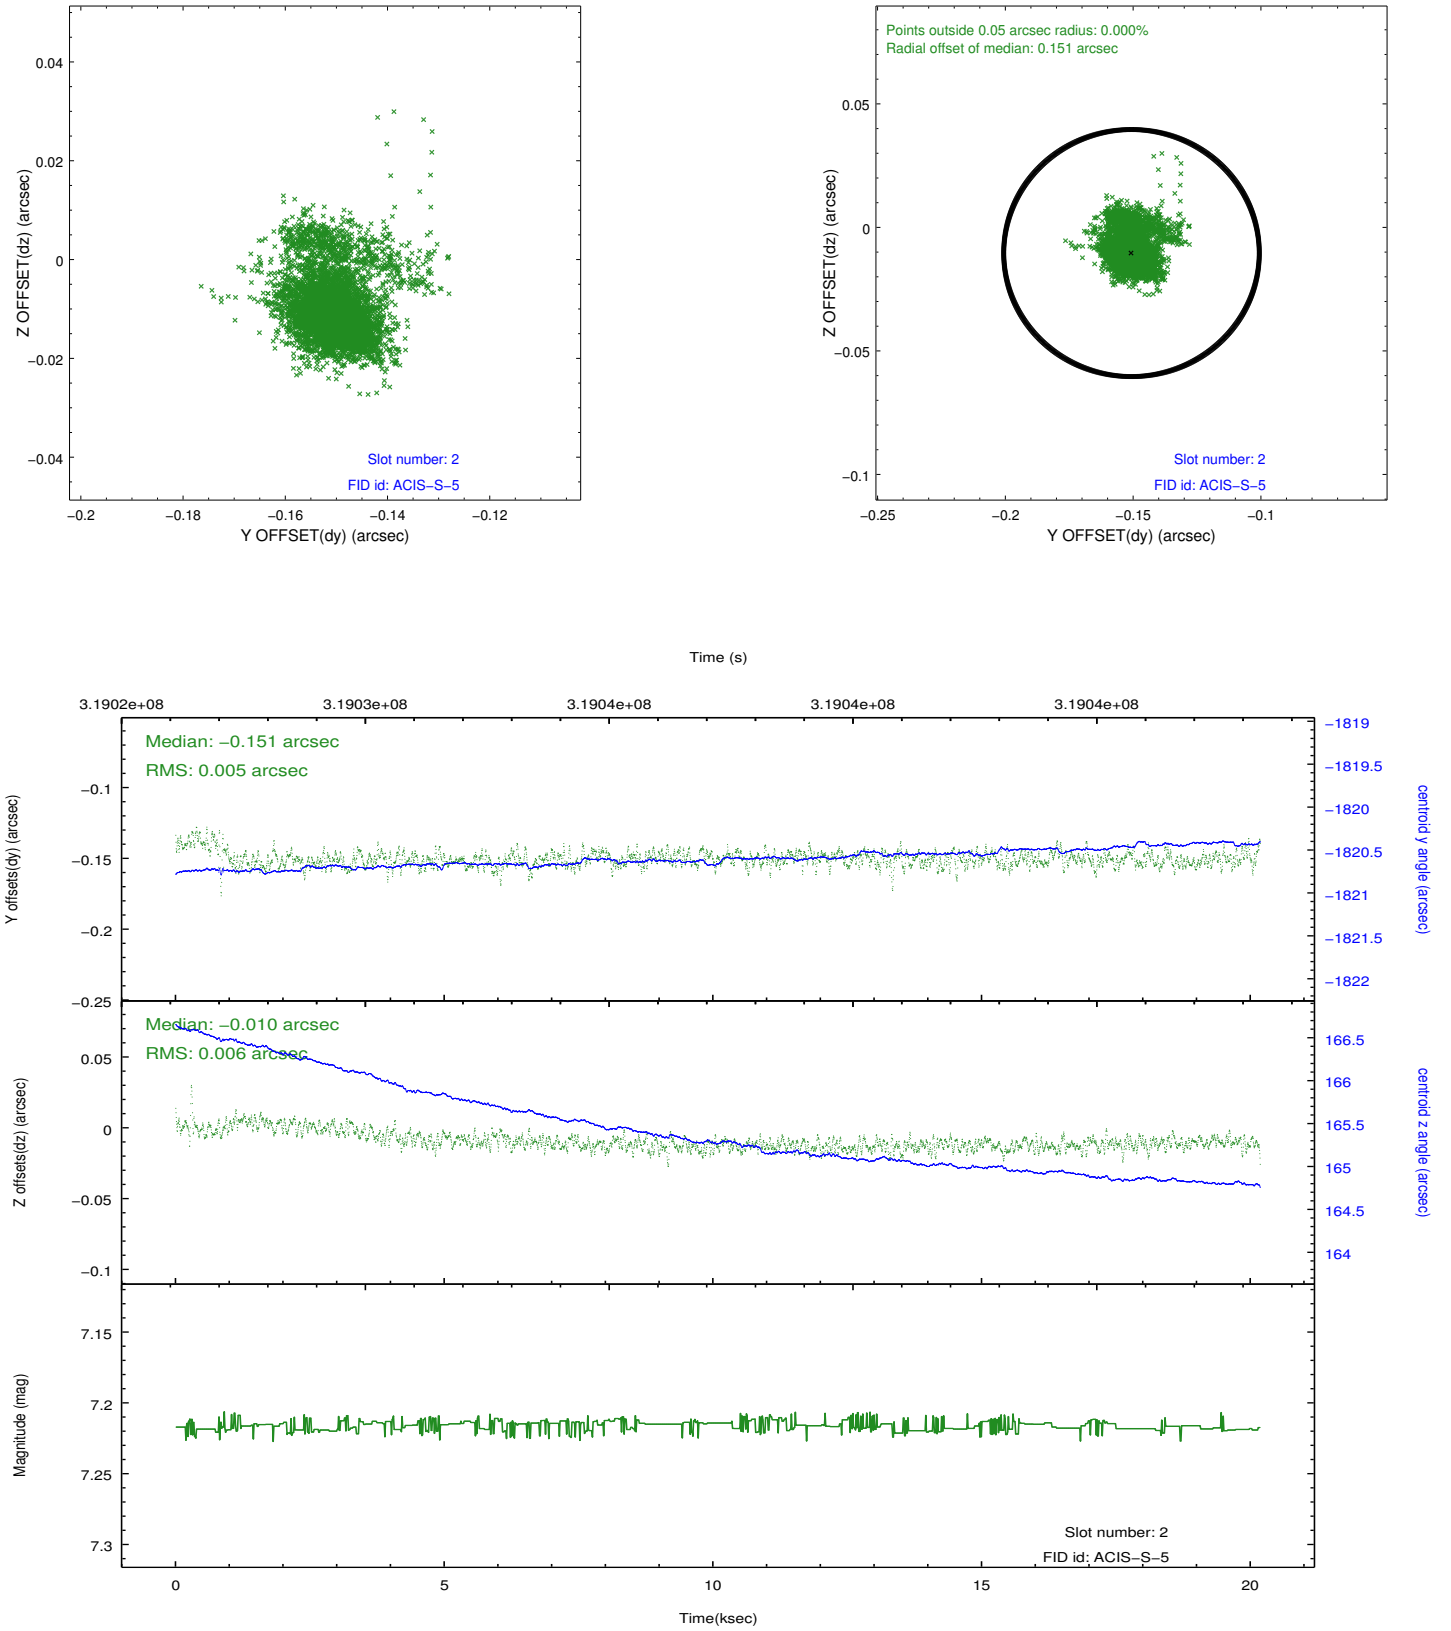 0.04
0.02
0
−0.02
−0.04
Z OFFSET(dz) (arcsec)
Slot number: 2
FID id: ACIS−S−5
−0.2
−0.18
−0.16
−0.14
−0.12
Y OFFSET(dy) (arcsec)
Points outside 0.05 arcsec radius: 0.000%
Radial offset of median: 0.151 arcsec
0.05
0
−0.05
−0.1
Z OFFSET(dz) (arcsec)
Slot number: 2
FID id: ACIS−S−5
−0.25
−0.2
−0.15
−0.1
Y OFFSET(dy) (arcsec)
Time (s)
3.1902e+08
3.1903e+08
3.1904e+08
3.1904e+08
3.1904e+08
Median: −0.151 arcsec
RMS: 0.005 arcsec
−0.1
−0.15
−0.2
−0.25
Y offsets(dy) (arcsec)
−1819
−1819.5
−1820
−1820.5
−1821
−1821.5
−1822
centroid y angle (arcsec)
Median: −0.010 arcsec
RMS: 0.006 arcsec
0.05
0
−0.05
−0.1
Z offsets(dz) (arcsec)
166.5
166
165.5
165
164.5
164
centroid z angle (arcsec)
7.15
7.2
7.25
7.3
Magnitude (mag)
Slot number: 2
FID id: ACIS−S−5
0
5
10
15
20
Time(ksec)